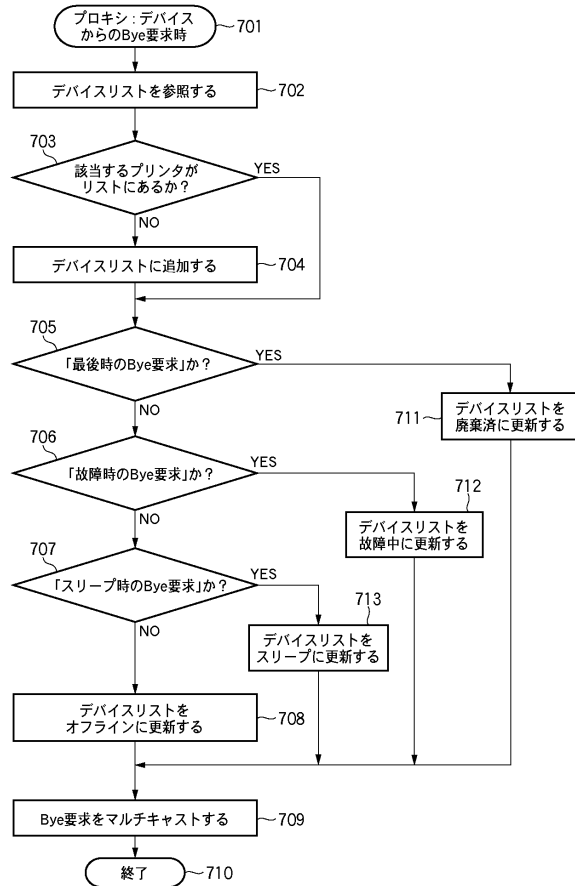 プロキシ：デバイス
からのBye要求時
701
デバイスリストを参照する
702
703
該当するプリンタが
リストにあるか？
YES
NO
デバイスリストに追加する
704
705
「最後時のBye要求」か？
YES
NO
デバイスリストを
廃棄済に更新する
711
706
「故障時のBye要求」か？
YES
NO
712
デバイスリストを
故障中に更新する
707
「スリープ時のBye要求」か？
YES
NO
713
デバイスリストを
スリープに更新する
デバイスリストを
オフラインに更新する
708
Bye要求をマルチキャストする
709
終了
710